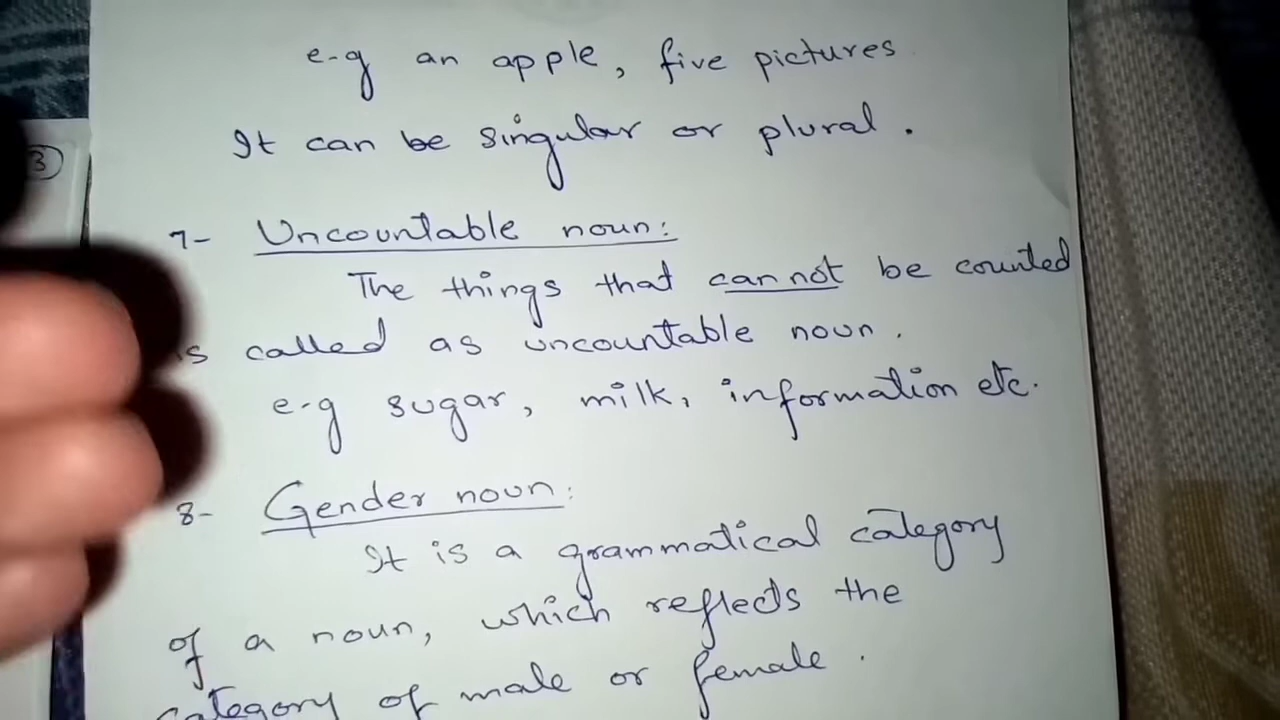 e-g an apple, five pictures
It can be singular or plural.
3
7- Uncountable noun:
The things that cannot be counted
is called as uncountable noun.
e-g sugar, milk, information etc.
8- Gender noun:
It is a grammatical category
of a noun, which reflects the
category of male or female.